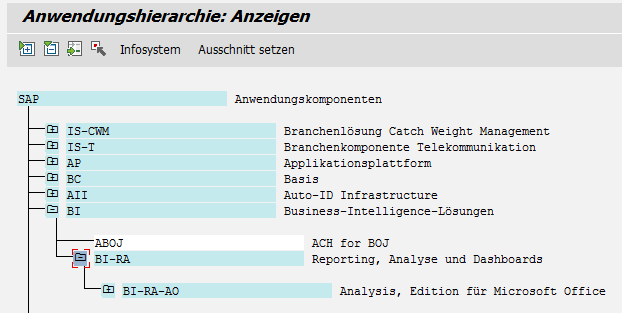 Anwendungshierarchie: Anzeigen
Infosystem Ausschnitt setzen
SAP Anwendungskomponenten
IS-CWM Branchenlösung Catch Weight Management
IS-T Branchenkomponente Telekommunikation
AP Applikationsplattform
BC Basis
AII Auto-ID Infrastructure
BI Business-Intelligence-Lösungen
ABOJ ACH for BOJ
BI-RA Reporting, Analyse und Dashboards
BI-RA-AO Analysis, Edition für Microsoft Office